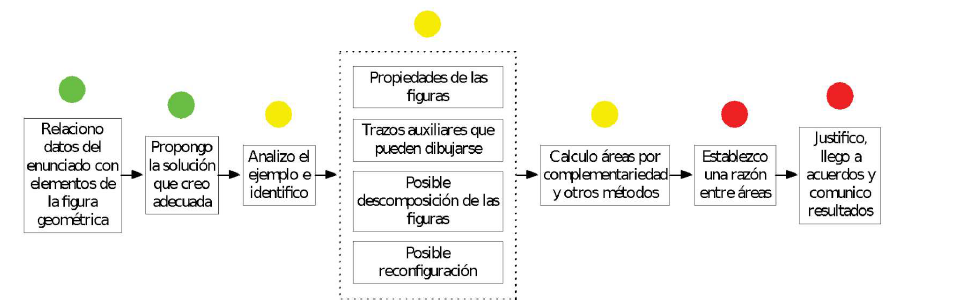 Relaciono
datos del
enunciado con
elementos de
la figura
geométrica
Propongo
la solución
que creo
adecuada
Analizo el
ejemplo e
identifico
Propiedades de las
figuras
Trazos auxiliares que
pueden dibujarse
Posible
descomposición de las
figuras
Posible
reconfiguración
Calculo áreas por
complementariedad
y otros métodos
Establezco
una razón
entre áreas
Justifico,
llego a
acuerdos y
comunico
resultados